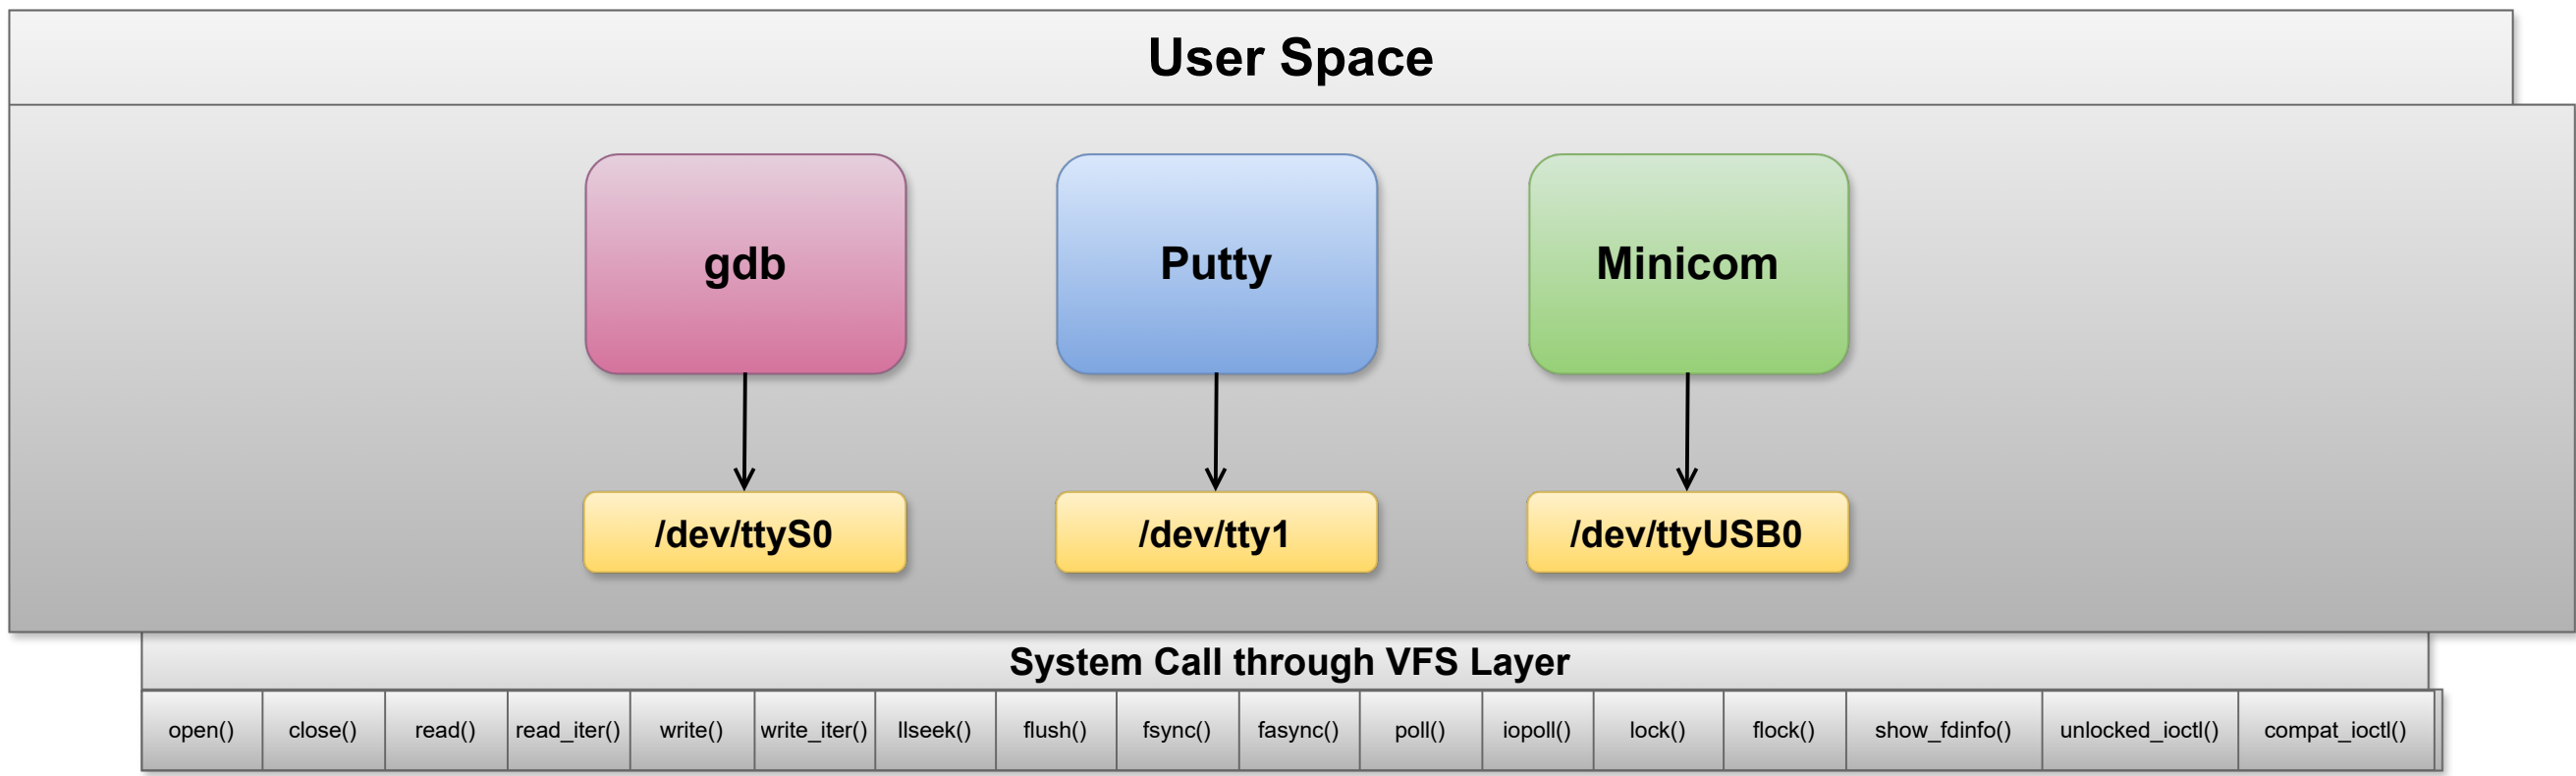 User Space
gdb
Putty
Minicom
/dev/ttyS0
/dev/tty1
/dev/ttyUSB0
System Call through VFS Layer
open()
close()
read()
read_iter()
write()
write_iter()
llseek()
flush()
fsync()
fasync()
poll()
iopoll()
lock()
flock()
show_fdinfo()
unlocked_ioctl()
compat_ioctl()